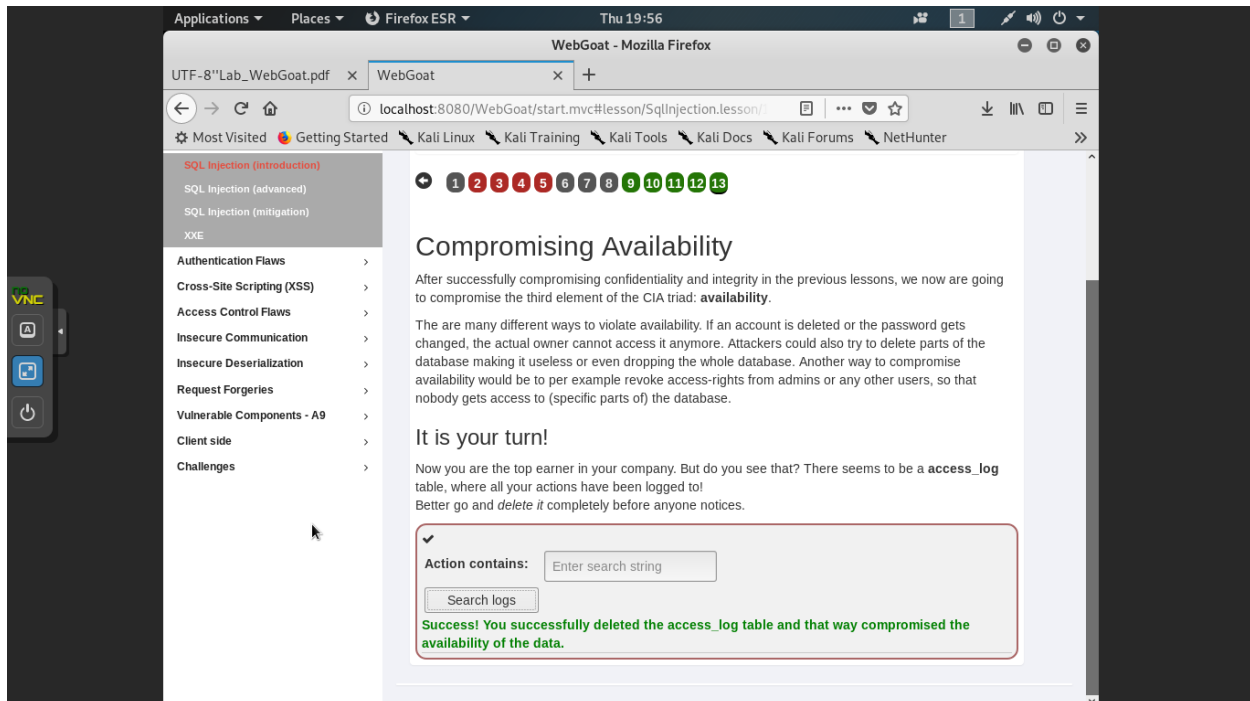 Applications Places Firefox ESR Thu 19:56 1
WebGoat - Mozilla Firefox
UTF-8''Lab_WebGoat.pdf × WebGoat × +
localhost:8080/WebGoat/start.mvc#lesson/SqlInjection.lesson/
Most Visited Getting Started Kali Linux Kali Training Kali Tools Kali Docs Kali Forums NetHunter »
SQL Injection (introduction)
SQL Injection (advanced)
SQL Injection (mitigation)
XXE
Authentication Flaws
Cross-Site Scripting (XSS)
Access Control Flaws
Insecure Communication
Insecure Deserialization
Request Forgeries
Vulnerable Components - A9
Client side
Challenges
1 2 3 4 5 6 7 8 9 10 11 12 13
Compromising Availability
After successfully compromising confidentiality and integrity in the previous lessons, we now are going
to compromise the third element of the CIA triad: availability.
The are many different ways to violate availability. If an account is deleted or the password gets
changed, the actual owner cannot access it anymore. Attackers could also try to delete parts of the
database making it useless or even dropping the whole database. Another way to compromise
availability would be to per example revoke access-rights from admins or any other users, so that
nobody gets access to (specific parts of) the database.
It is your turn!
Now you are the top earner in your company. But do you see that? There seems to be a access_log
table, where all your actions have been logged to!
Better go and delete it completely before anyone notices.
Action contains: Enter search string
Search logs
Success! You successfully deleted the access_log table and that way compromised the
availability of the data.
no
VNC
A